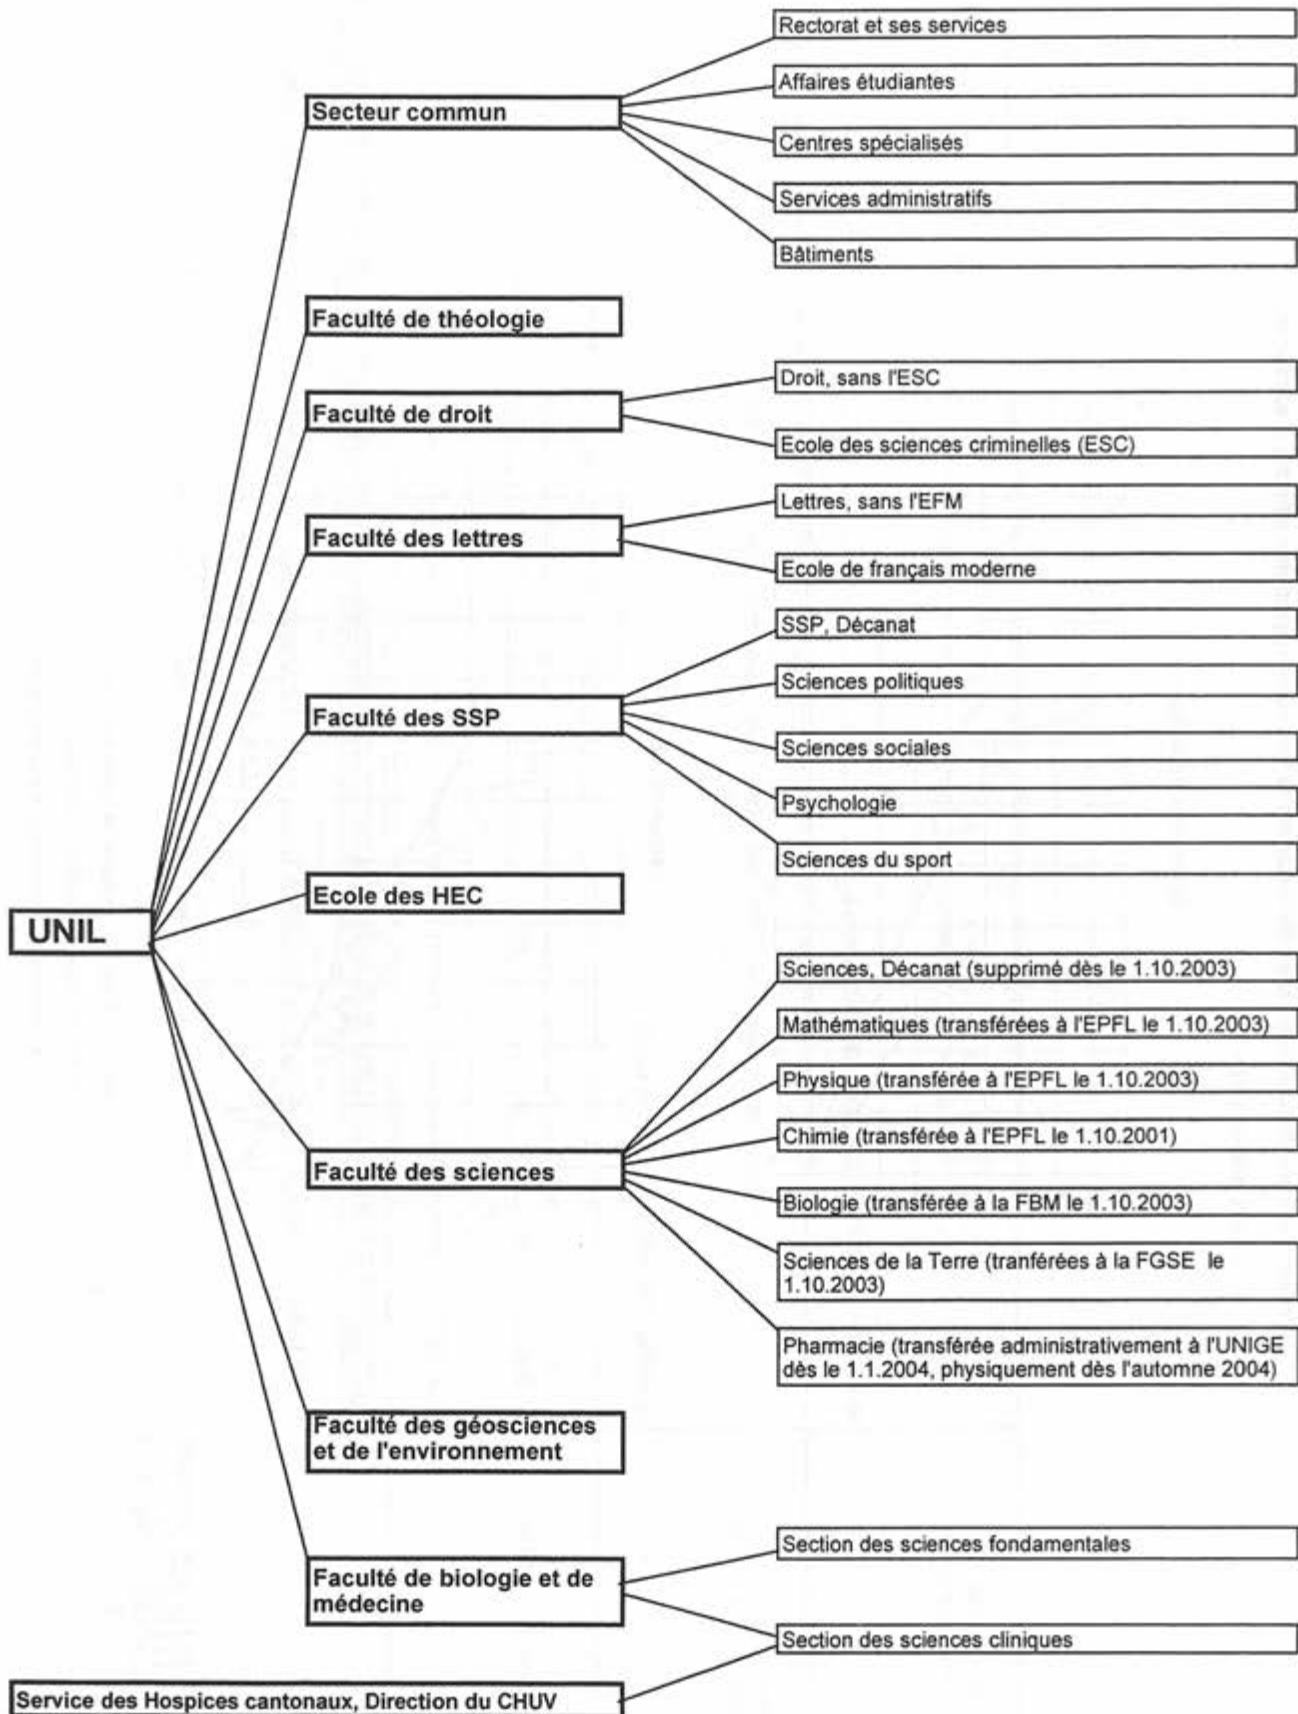 Rectorat et ses services
Affaires étudiantes
Secteur commun
Centres spécialisés
Services administratifs
Bâtiments
Faculté de théologie
Droit, sans l'ESC
Faculté de droit
Ecole des sciences criminelles (ESC)
Lettres, sans l'EFM
Faculté des lettres
Ecole de français moderne
SSP, Décanat
Sciences politiques
Faculté des SSP
Sciences sociales
Psychologie
Sciences du sport
Ecole des HEC
UNIL
Sciences, Décanat (supprimé dès le 1.10.2003)
Mathématiques (transférées à l'EPFL le 1.10.2003)
Physique (transférée à l'EPFL le 1.10.2003)
Chimie (transférée à l'EPFL le 1.10.2001)
Faculté des sciences
Biologie (transférée à la FBM le 1.10.2003)
Sciences de la Terre (tranférées à la FGSE le
1.10.2003)
Pharmacie (transférée administrativement à l'UNIGE
dès le 1.1.2004, physiquement dès l'automne 2004)
Faculté des géosciences
et de l'environnement
Section des sciences fondamentales
Faculté de biologie et de
médecine
Section des sciences cliniques
Service des Hospices cantonaux, Direction du CHUV